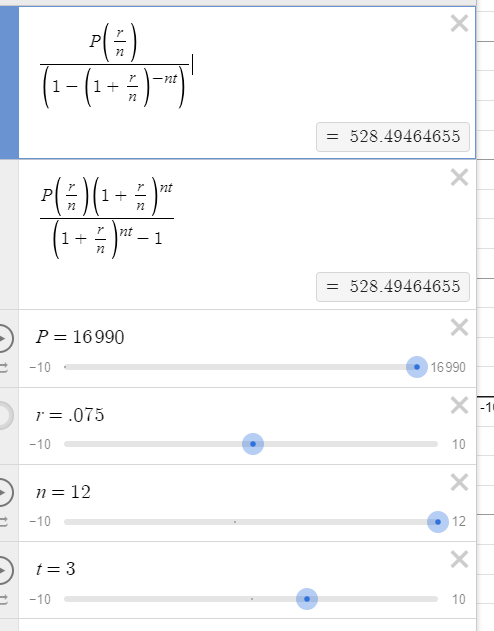 P(r/n)
(1 − (1 + r/n)^−nt)
= 528.49464655
P(r/n)(1 + r/n)^nt
(1 + r/n)^nt − 1
= 528.49464655
P = 16990
−10 16990
r = .075
−10 10
-10
n = 12
−10 12
t = 3
−10 10